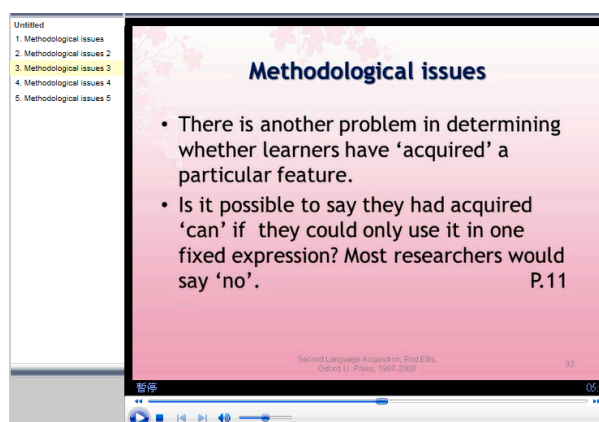 Untitled
1. Methodological issues
2. Methodological issues 2
3. Methodological issues 3
4. Methodological issues 4
5. Methodological issues 5
Methodological issues
• There is another problem in determining
whether learners have ‘acquired’ a
particular feature.
• Is it possible to say they had acquired
‘can’ if they could only use it in one
fixed expression? Most researchers would
say ‘no’. P.11
Second Language Acquisition, Rod Ellis,
Oxford U. Press, 1997-2008
32
暫停
05: